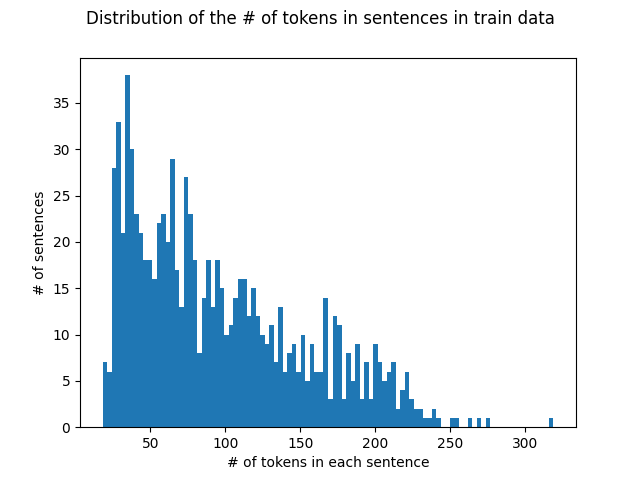 Distribution of the # of tokens in sentences in train data
# of sentences
35
30
25
20
15
10
5
0
50 100 150 200 250 300
# of tokens in each sentence